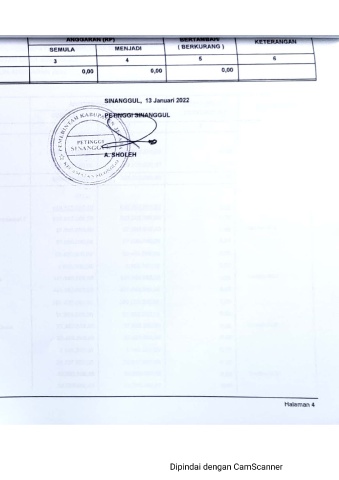 ANGGARAN (RP) BERTAMBAH KETERANGAN
SEMULA MENJADI ( BERKURANG )
3 4 5 6
0,00 0,00 0,00
SINANGGUL, 13 Januari 2022
PETINGGI SINANGGUL
PEMERINTAH KABUPATEN
PETINGGI
SINANGGUL
A. SHOLEH
Halaman 4
Dipindai dengan CamScanner